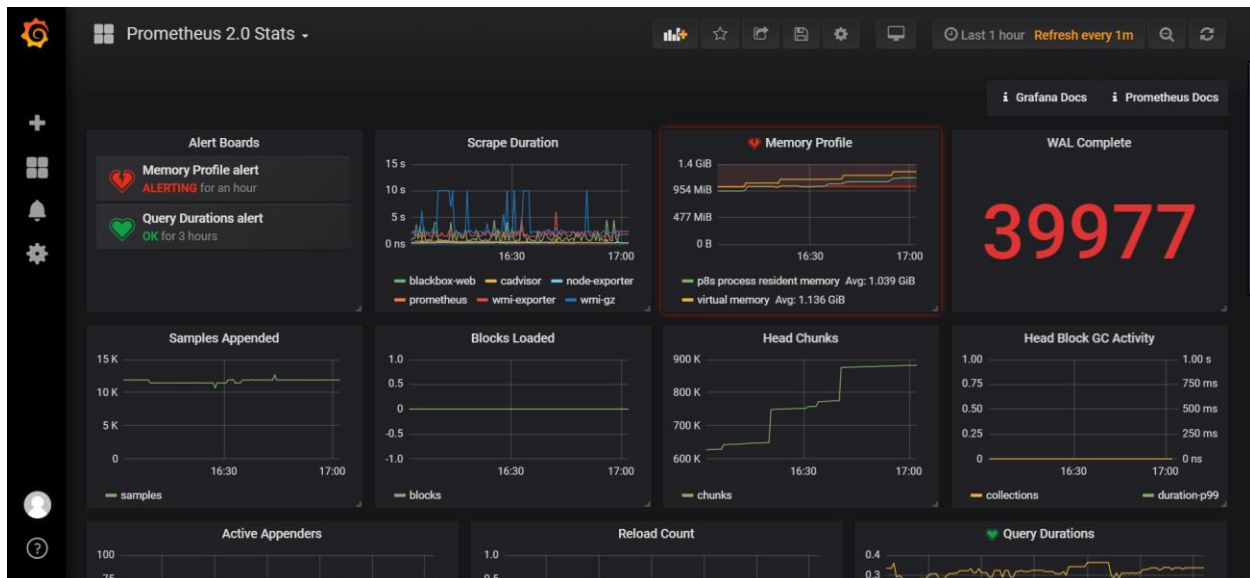 Prometheus 2.0 Stats
Last 1 hour Refresh every 1m
Grafana Docs
Prometheus Docs
Alert Boards
Memory Profile alert
ALERTING for an hour
Query Durations alert
OK for 3 hours
Scrape Duration
15 s
10 s
5 s
0 ns
16:30 17:00
blackbox-web cadvisor node-exporter
prometheus wmi-exporter wmi-gz
Memory Profile
1.4 GiB
954 MiB
477 MiB
0 B
16:30 17:00
p8s process resident memory Avg: 1.039 GiB
virtual memory Avg: 1.136 GiB
WAL Complete
39977
Samples Appended
15 K
10 K
5 K
0
16:30 17:00
samples
Blocks Loaded
1.0
0.5
0
-0.5
-1.0
16:30 17:00
blocks
Head Chunks
900 K
800 K
700 K
600 K
16:30 17:00
chunks
Head Block GC Activity
1.00 1.00 s
0.75 750 ms
0.50 500 ms
0.25 250 ms
0 0 ns
16:30 17:00
collections duration-p99
Active Appenders
100
75
Reload Count
1.0
0.5
Query Durations
0.4
0.3